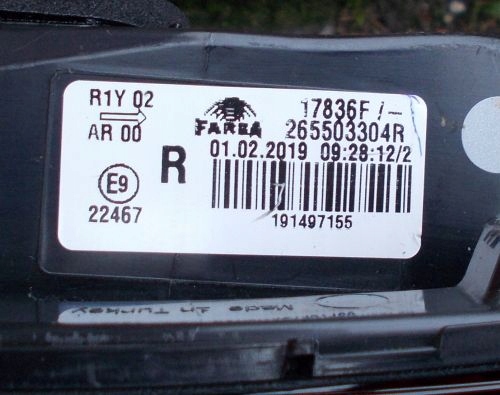 R1Y 02
AR 00
E9
22467
FARBA
R
17836F /-
265503304R
01.02.2019 09:28:12/2
191497155
Made in Turkey